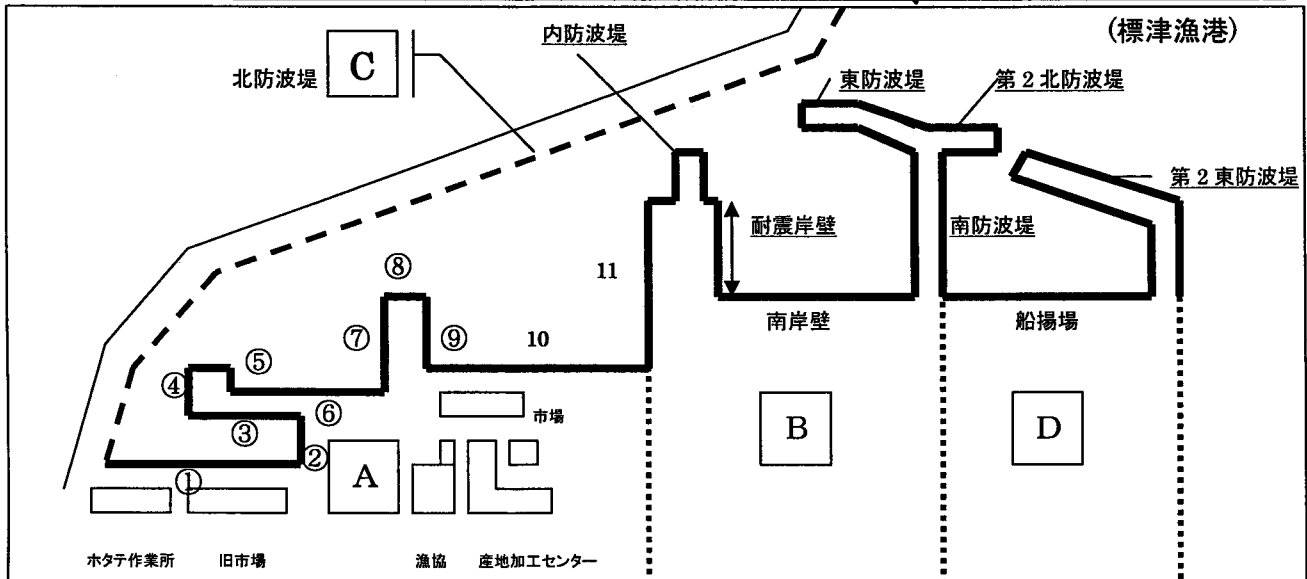 (標津漁港)
内防波堤
北防波堤
C
東防波堤
第2北防波堤
第2東防波堤
耐震岸壁
南防波堤
11
⑧
⑦
⑨
10
南岸壁
船揚場
⑤
④
⑥
③
②
①
市場
A
B
D
ホタテ作業所
旧市場
漁協
産地加工センター